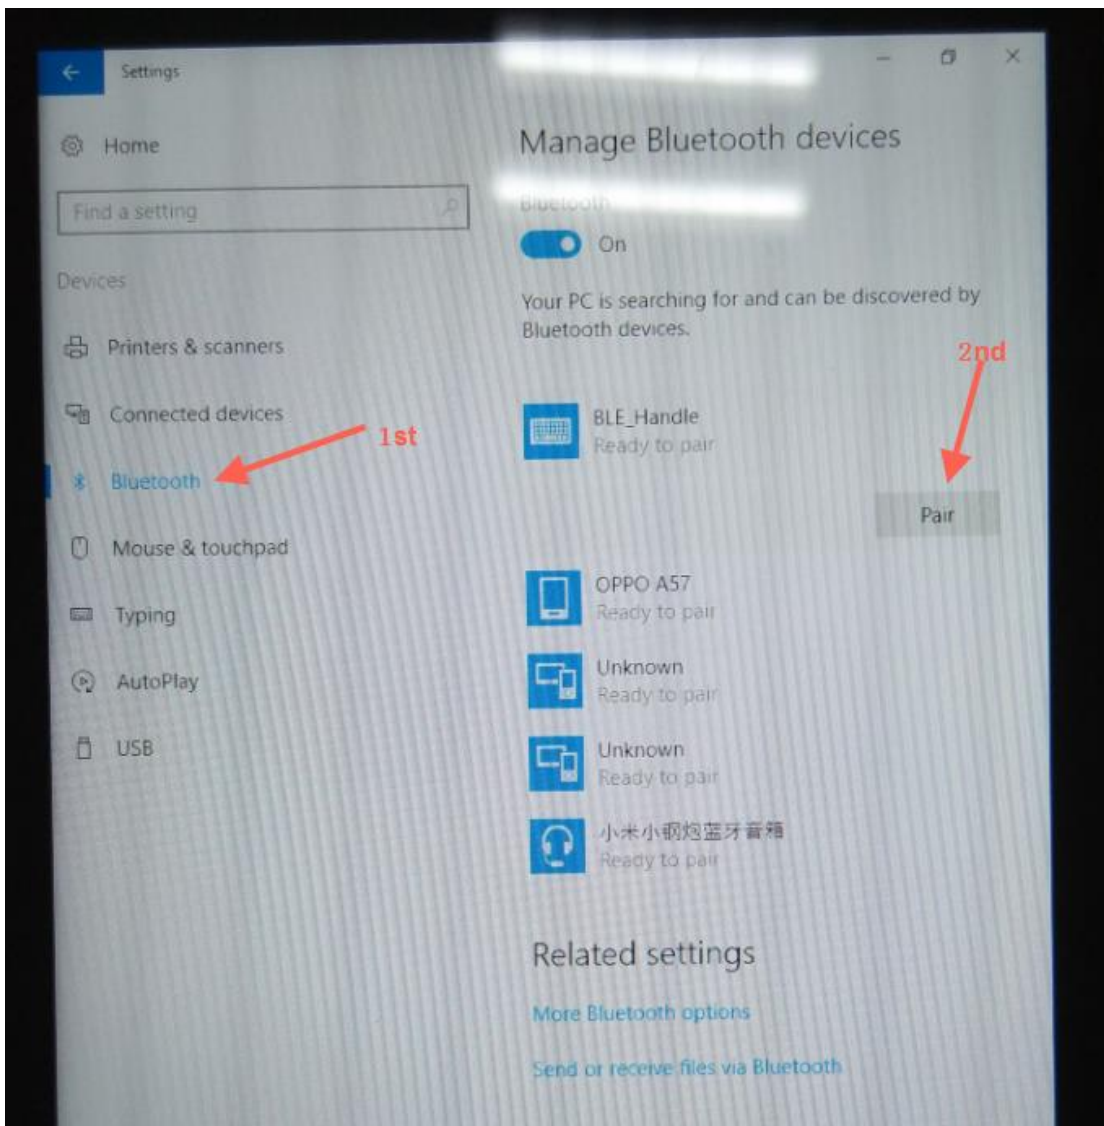 Settings
Home
Find a setting
Devices
Printers & scanners
Connected devices
1st
Bluetooth
Mouse & touchpad
Typing
AutoPlay
USB
Manage Bluetooth devices
Bluetooth
On
Your PC is searching for and can be discovered by
Bluetooth devices.
2nd
BLE_Handle
Ready to pair
Pair
OPPO A57
Ready to pair
Unknown
Ready to pair
Unknown
Ready to pair
小米小钢炮蓝牙音箱
Ready to pair
Related settings
More Bluetooth options
Send or receive files via Bluetooth